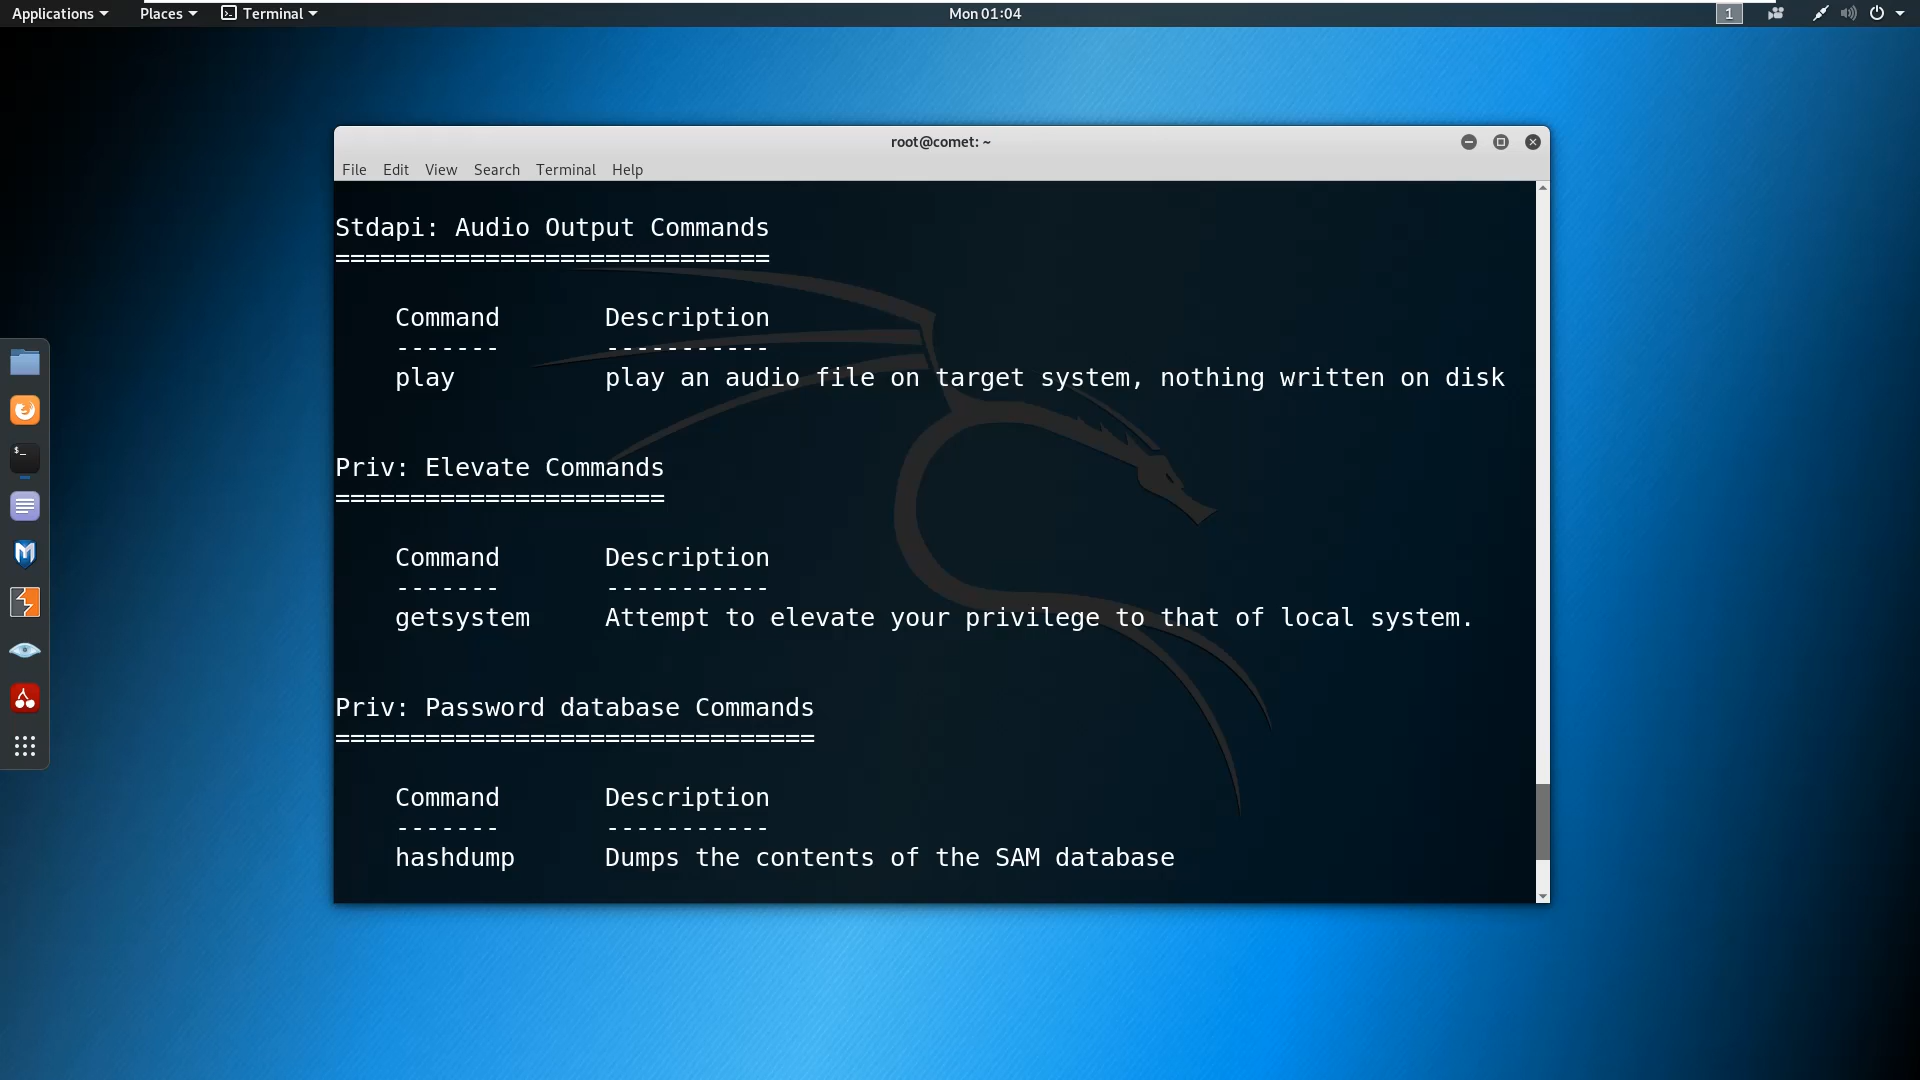 Applications Places Terminal Mon 01:04 1
root@comet: ~
File Edit View Search Terminal Help
Stdapi: Audio Output Commands
=============================
Command Description
------- -----------
play play an audio file on target system, nothing written on disk
Priv: Elevate Commands
======================
Command Description
------- -----------
getsystem Attempt to elevate your privilege to that of local system.
Priv: Password database Commands
================================
Command Description
------- -----------
hashdump Dumps the contents of the SAM database
$_